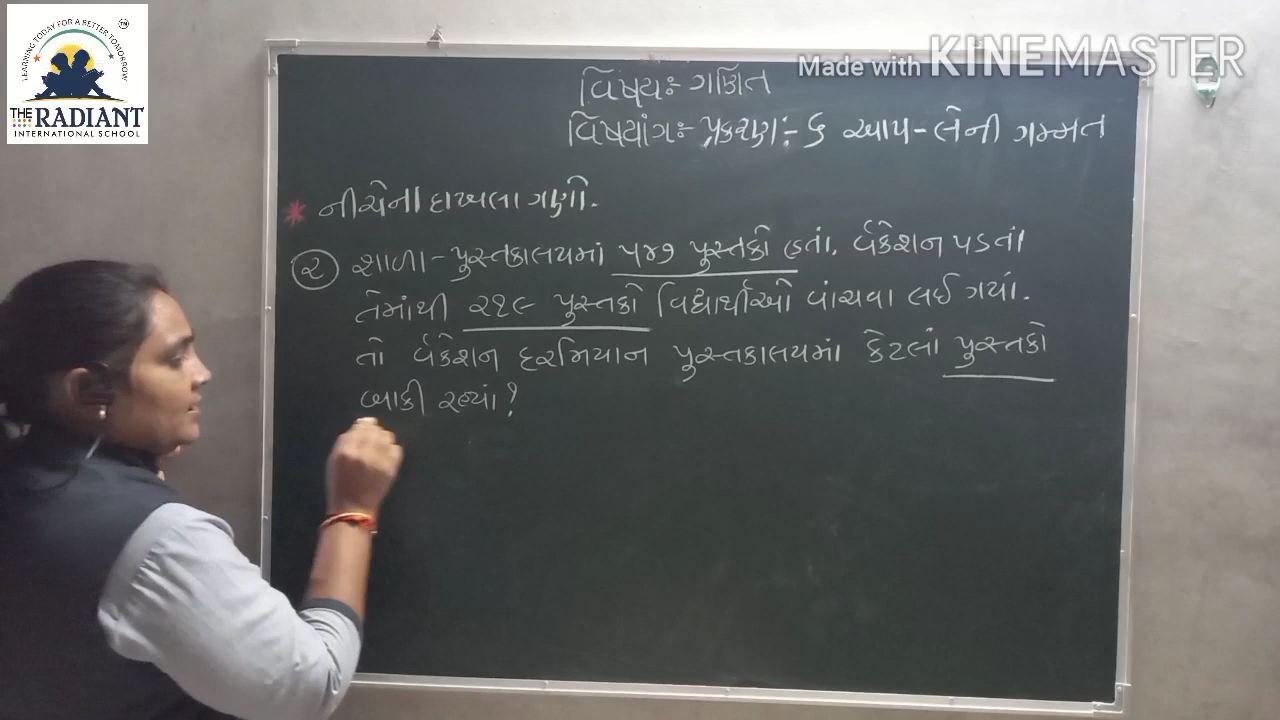 LEARNING TODAY FOR A BETTER TOMORROW
TM
THE RADIANT
INTERNATIONAL SCHOOL
Made with KINEMASTER
વિષયઃ- ગણિત
વિષયાંગઃ- પ્રકરણઃ- ૬ આપ-લેની ગમ્મત
* નીચેના દાખલા ગણો.
(૨) શાળા-પુસ્તકાલયમાં ૫૪૭ પુસ્તકો હતાં. વૅકેશન પડતાં
તેમાંથી ૨૧૯ પુસ્તકો વિદ્યાર્થીઓ વાંચવા લઈ ગયાં.
તો વૅકેશન દરમિયાન પુસ્તકાલયમાં કેટલાં પુસ્તકો
બાકી રહ્યાં?